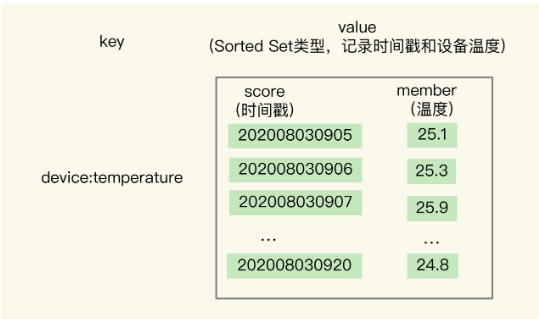 key
value
(Sorted Set类型，记录时间戳和设备温度)
score
(时间戳)
member
(温度)
device:temperature
202008030905 25.1
202008030906 25.3
202008030907 25.9
... ...
202008030920 24.8